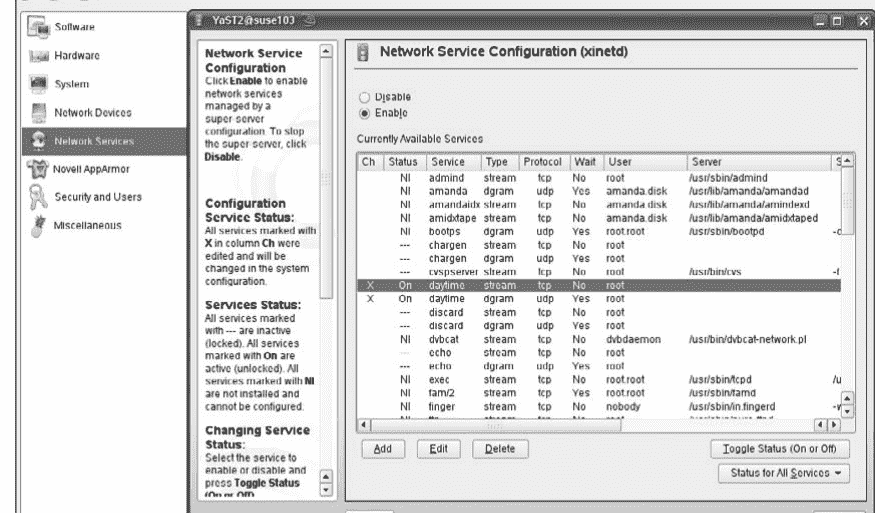 YaST2@suse103
Software
Hardware
System
Network Devices
Network Services
Novell AppArmor
Security and Users
Miscellaneous
Network Service
Configuration
Click Enable to enable
network services
managed by a
super-server
configuration. To stop
the super-server, click
Disable.
Configuration
Service Status:
All services marked with
X in column Ch were
edited and will be
changed in the system
configuration.
Services Status:
All services marked
with --- are inactive
(locked). All services
marked with On are
active (unlocked). All
services marked with NI
are not installed and
cannot be configured.
Changing Service
Status:
Select the service to
enable or disable and
press Toggle Status
(On or Off)
Network Service Configuration (xinetd)
Disable
Enable
Currently Available Services
Ch Status Service Type Protocol Wait User Server S
NI admind stream tcp No root /usr/sbin/admind
NI amanda dgram udp Yes amanda.disk /usr/lib/amanda/amandad
NI amandaidx stream tcp No amanda.disk /usr/lib/amanda/amindexd
NI amidxtape stream tcp No amanda.disk /usr/lib/amanda/amidxtaped
NI bootps dgram udp Yes root.root /usr/sbin/bootpd
--- chargen stream tcp No root
--- chargen dgram udp Yes root
--- cvspserver stream tcp No root /usr/bin/cvs -f
X On daytime stream tcp No root
X On daytime dgram udp Yes root
--- discard stream tcp No root
--- discard dgram udp Yes root
NI dvbcat stream tcp No dvbdaemon /usr/bin/dvbcat-network.pl
--- echo stream tcp No root
--- echo dgram udp Yes root
NI exec stream tcp No root.root /usr/sbin/tcpd /u
NI fam/2 stream tcp No root.root /usr/sbin/famd
NI finger stream tcp No nobody /usr/sbin/in.fingerd
Add Edit Delete Toggle Status (On or Off)
Status for All Services